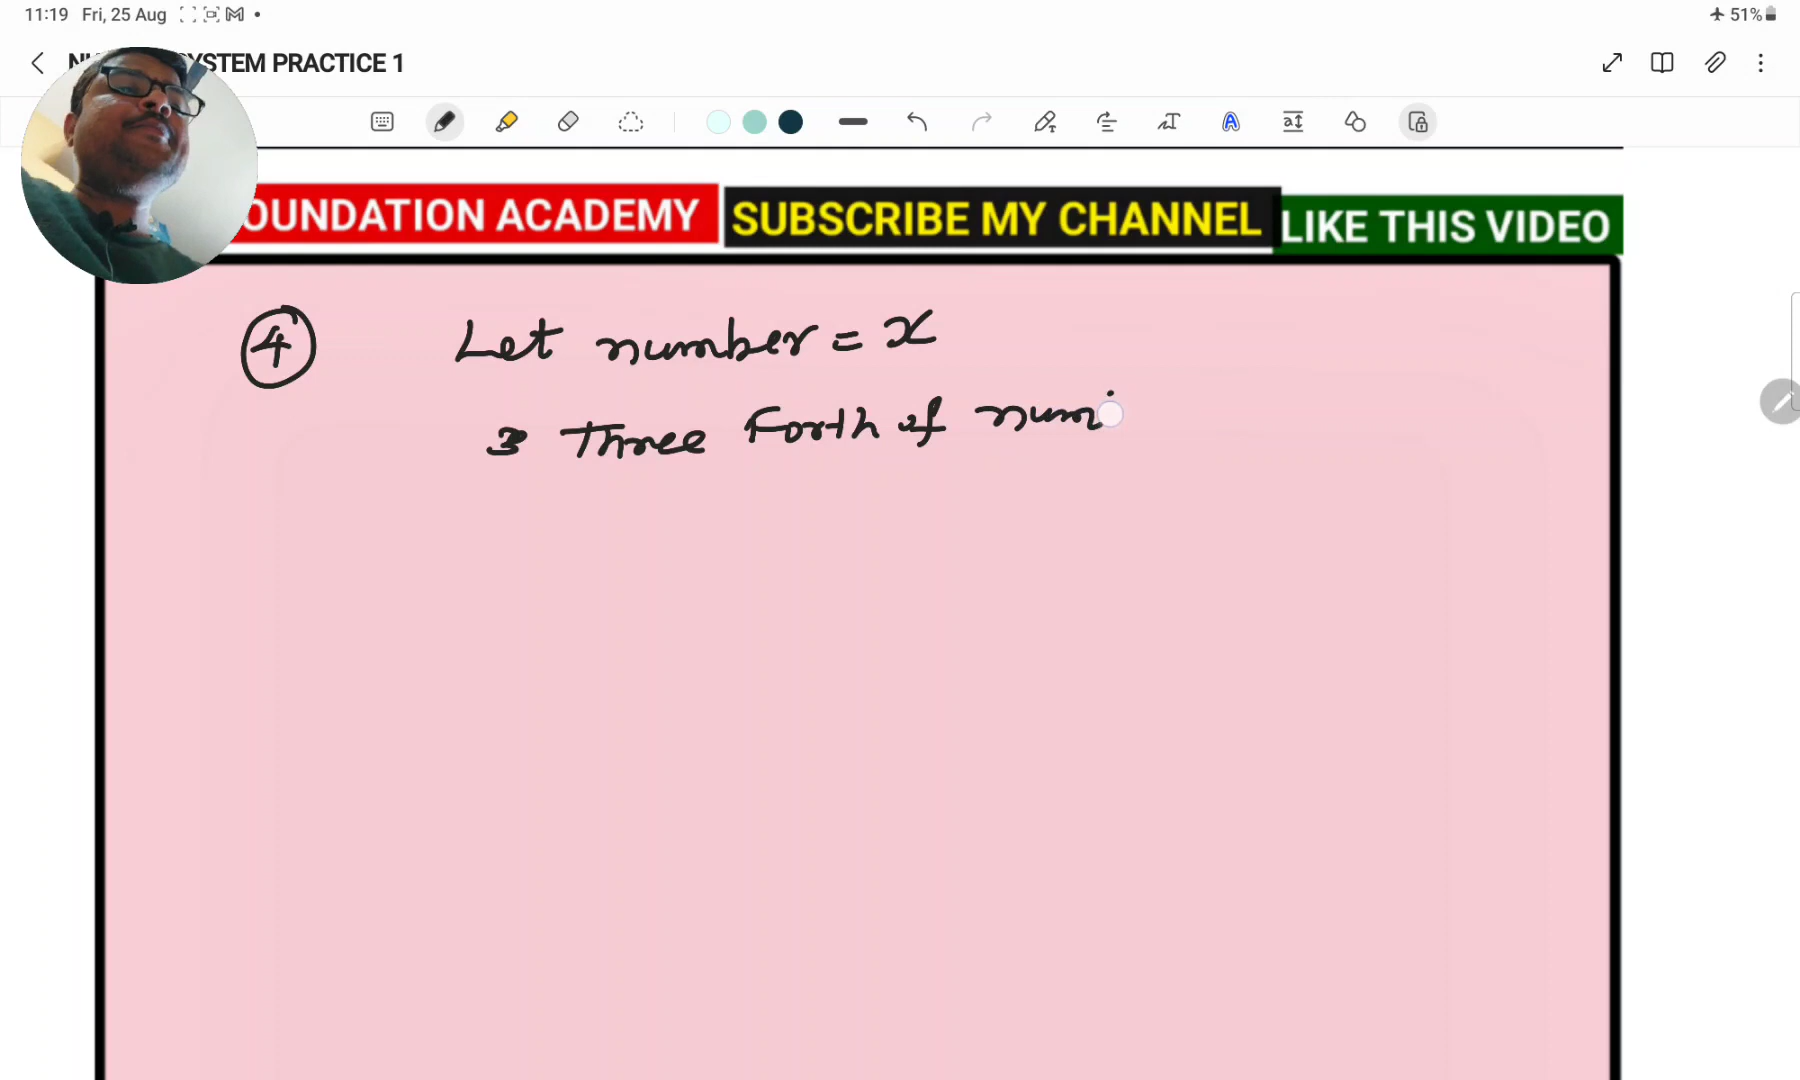 11:19 Fri, 25 Aug
51%
SYSTEM PRACTICE 1
OUNDATION ACADEMY SUBSCRIBE MY CHANNEL LIKE THIS VIDEO
4 Let number = x
3 Three Forth of num